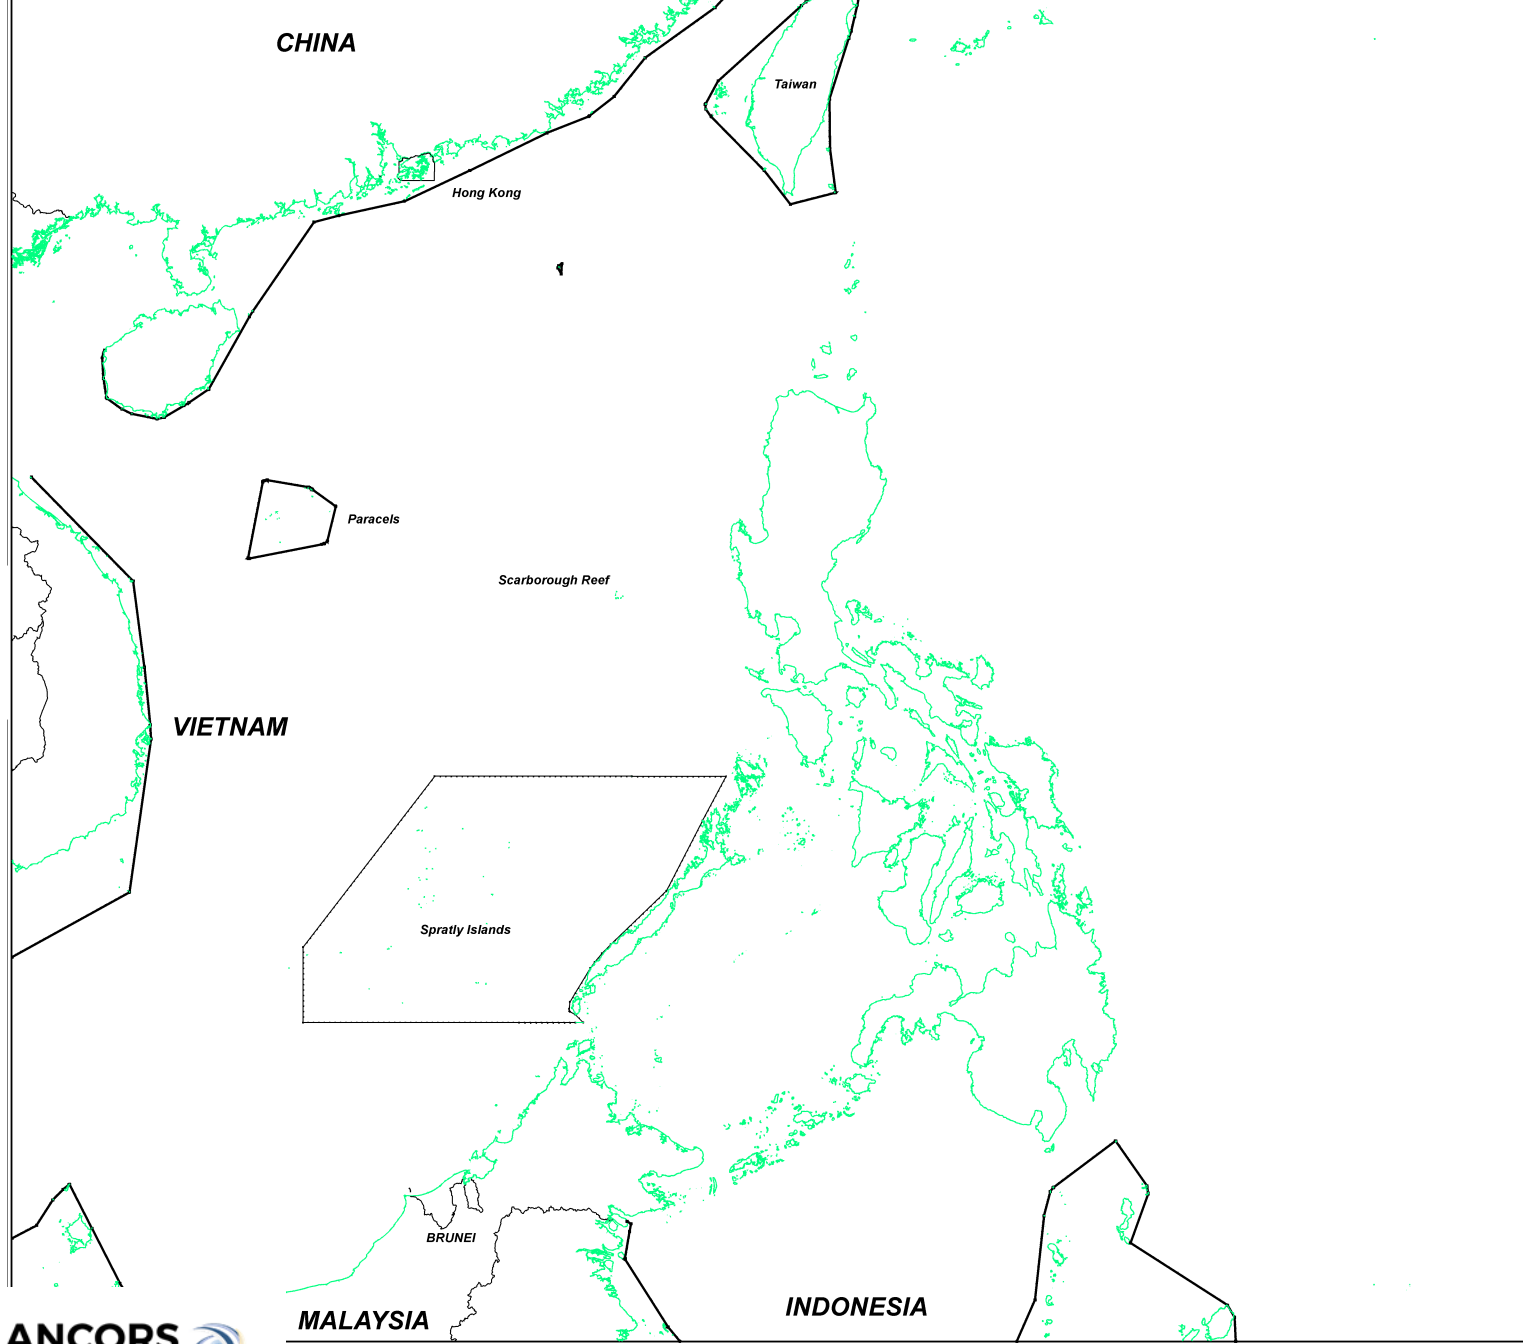 CHINA
Taiwan
Hong Kong
Paracels
Scarborough Reef
VIETNAM
Spratly Islands
BRUNEI
INDONESIA
MALAYSIA
ANCORS